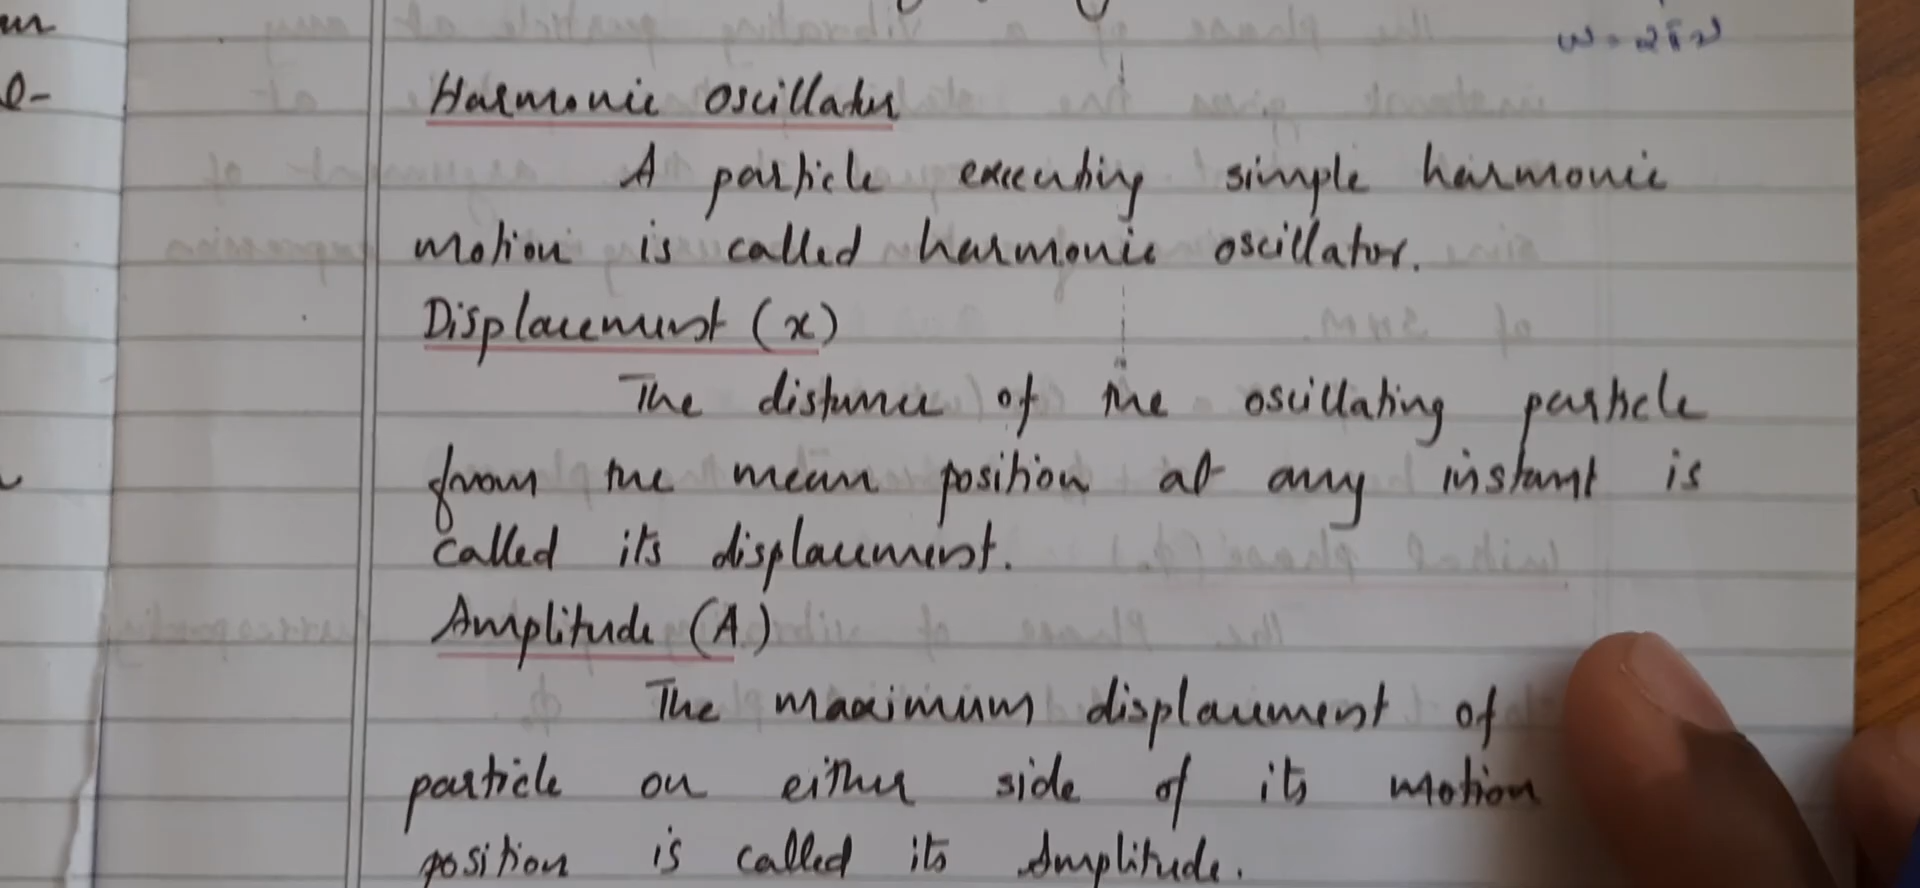 ω = 2πν
Harmonic oscillator
A particle executing simple harmonic
motion is called harmonic oscillator.
Displacement (x)
The distance of the oscillating particle
from the mean position at any instant is
called its displacement.
Amplitude (A)
The maximum displacement of
particle on either side of its motion
position is called its Amplitude.